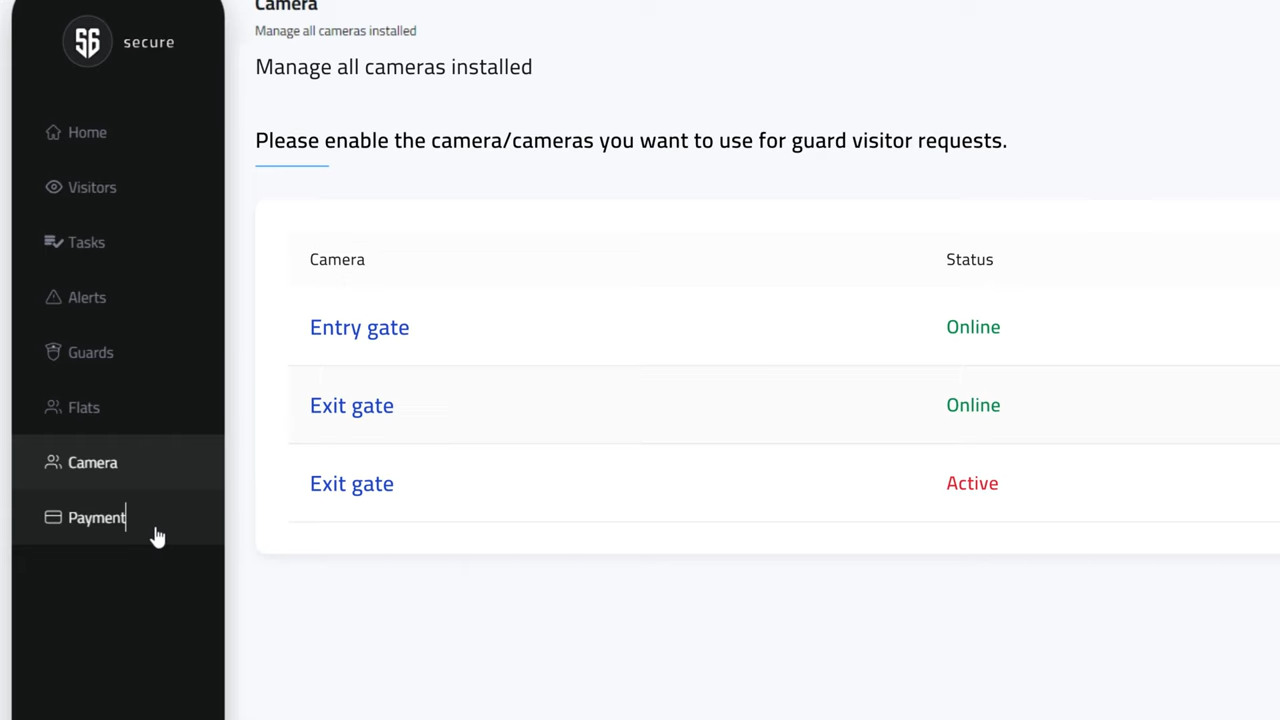 Camera
SG
secure
Manage all cameras installed
Manage all cameras installed
Home
Please enable the camera/cameras you want to use for guard visitor requests.
Visitors
Tasks
Camera Status
Alerts
Entry gate Online
Guards
Flats
Exit gate Online
Camera
Exit gate Active
Payment